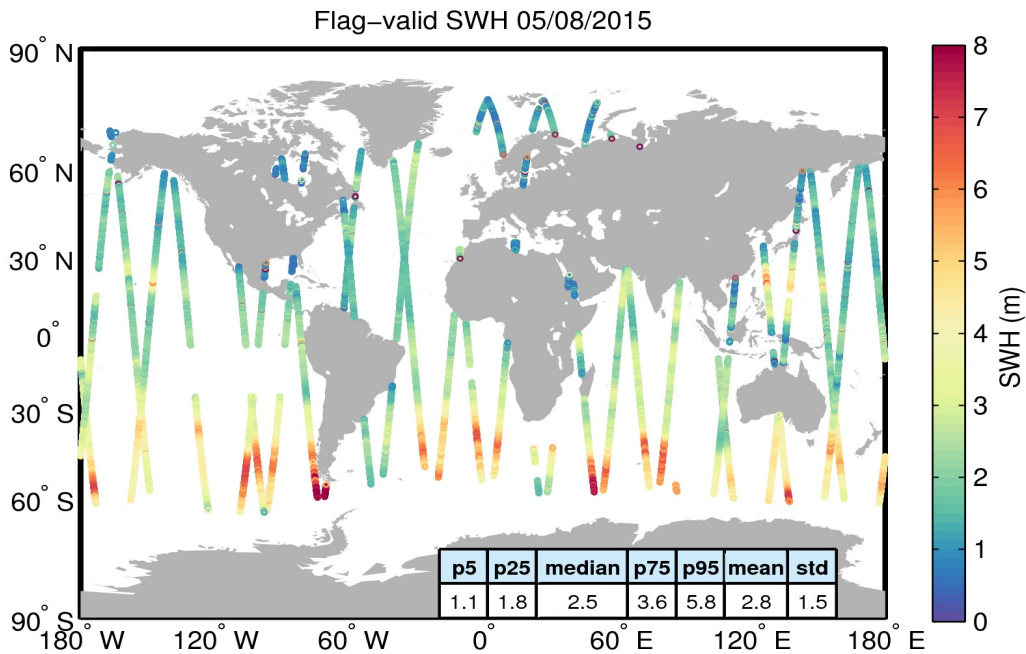 Flag−valid SWH 05/08/2015
90° N
60° N
30° N
0°
30° S
60° S
90° S
180° W
120° W
60° W
0°
60° E
120° E
180° E
p5 p25 median p75 p95 mean std
1.1 1.8 2.5 3.6 5.8 2.8 1.5
8
7
6
5
4
3
2
1
0
SWH (m)